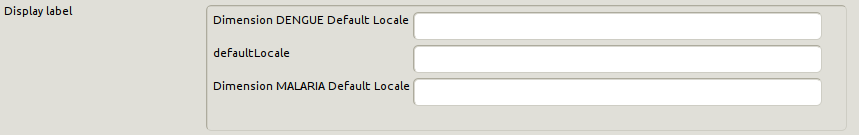 Display label
Dimension DENGUE Default Locale
defaultLocale
Dimension MALARIA Default Locale